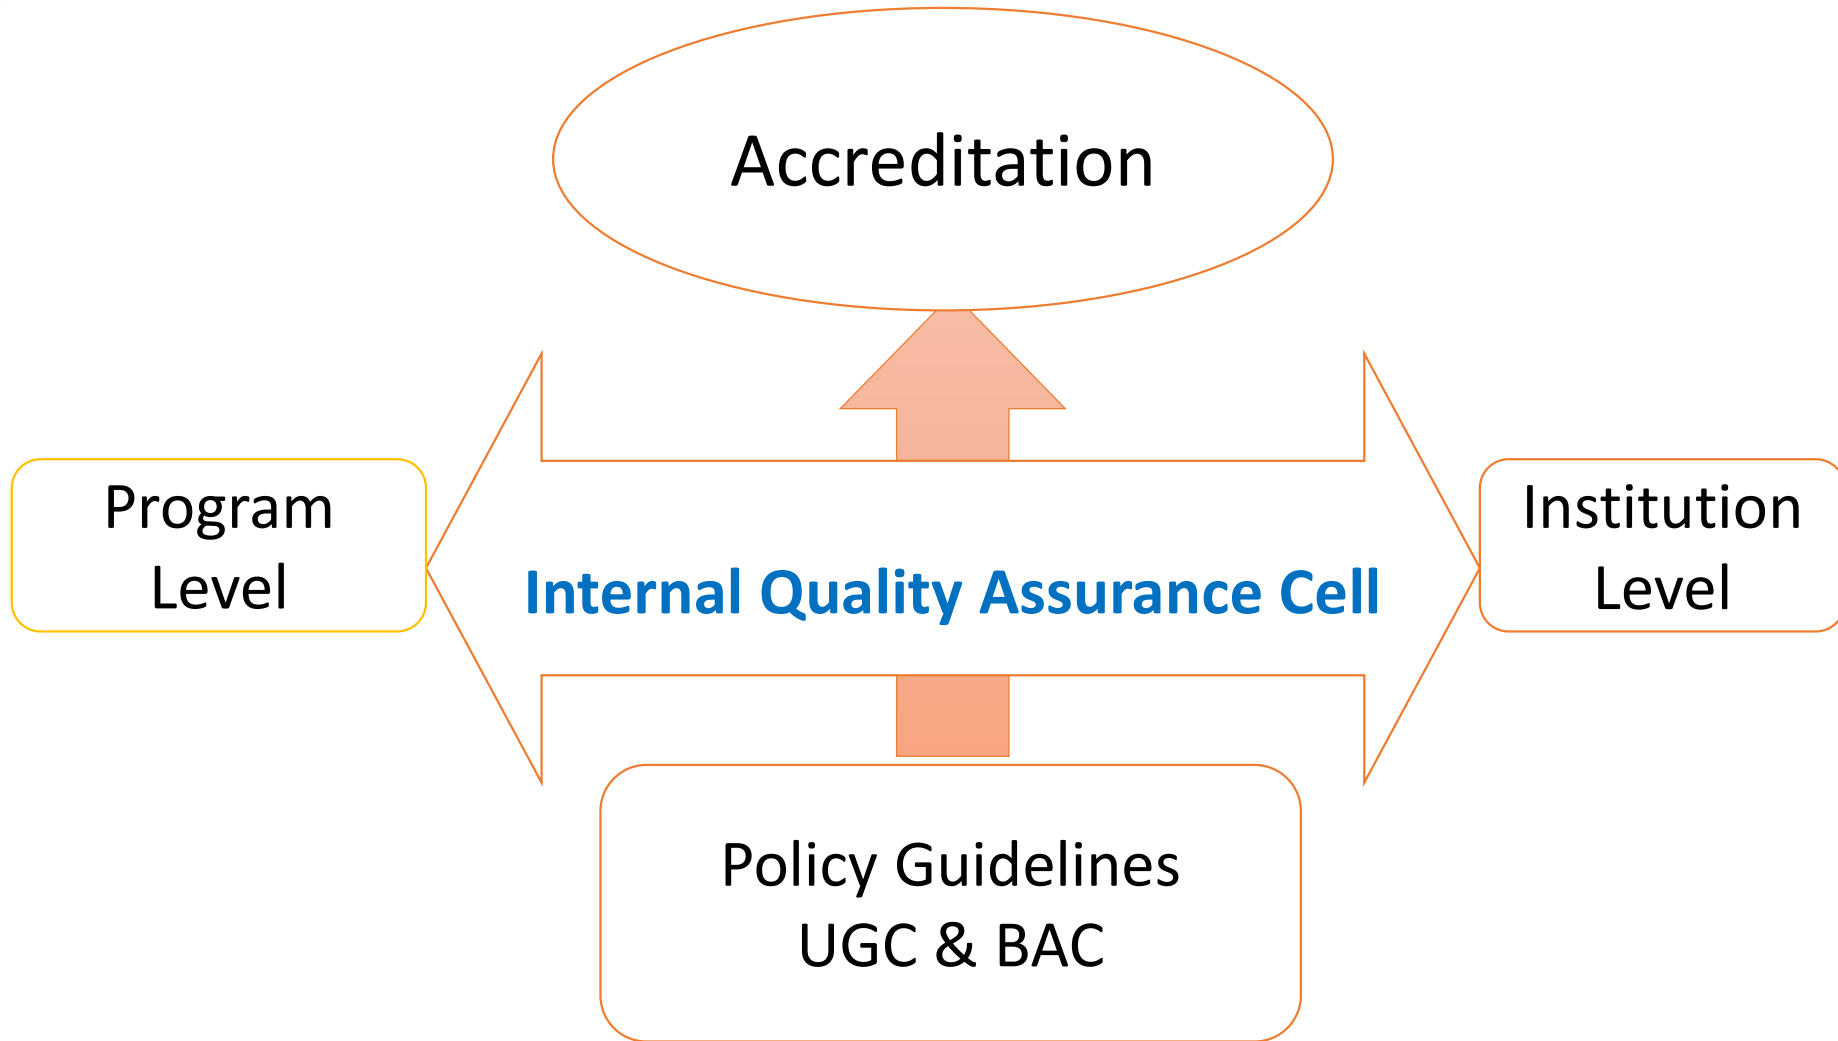 Accreditation
Program
Level
Internal Quality Assurance Cell
Institution
Level
Policy Guidelines
UGC & BAC